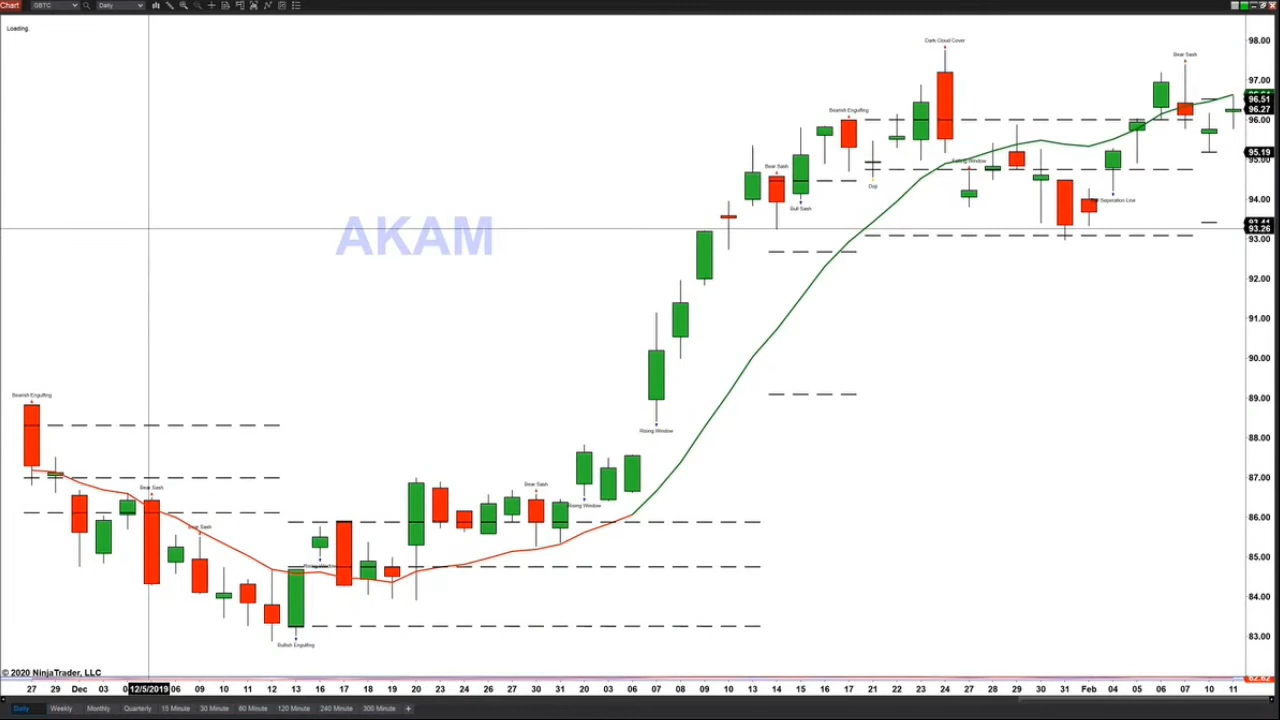 Chart GBTC Daily
Loading.
AKAM
98.00
97.00
96.51
96.27
96.00
95.19
95.00
94.00
93.26
93.00
92.00
91.00
90.00
89.00
88.00
87.00
86.00
85.00
84.00
83.00
Dark Cloud Cover
Bear Sash
Bearish Engulfing
Bear Sash
Bull Sash
Doji
Falling Window
Rising Window
Bearish Engulfing
Bear Sash
Bear Sash
Bear Sash
Rising Window
Rising Window
Bullish Engulfing
© 2020 NinjaTrader, LLC
27 29 Dec 03 12/5/2019 06 09 10 11 12 13 16 17 18 19 20 23 24 26 27 30 31 20 03 06 07 08 09 10 13 14 15 16 17 21 22 23 24 27 28 29 30 31 Feb 04 05 06 07 10 11
Daily Weekly Monthly Quarterly 15 Minute 30 Minute 60 Minute 120 Minute 240 Minute 300 Minute +